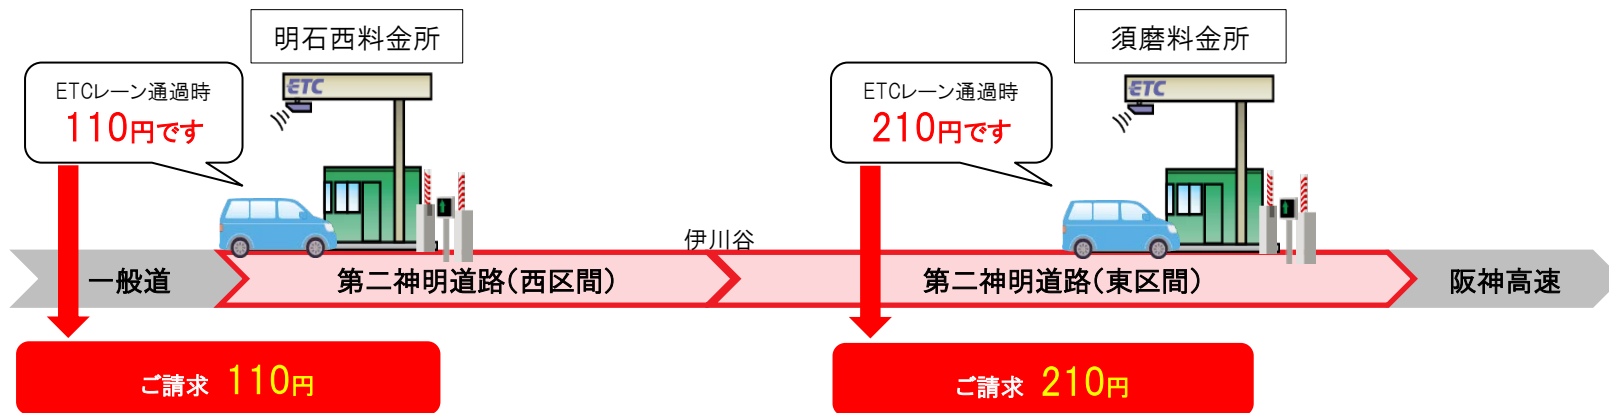 明石西料金所
ETCレーン通過時
110円です
ETC
須磨料金所
ETCレーン通過時
210円です
ETC
伊川谷
一般道
第二神明道路(西区間)
第二神明道路(東区間)
阪神高速
ご請求 110円
ご請求 210円